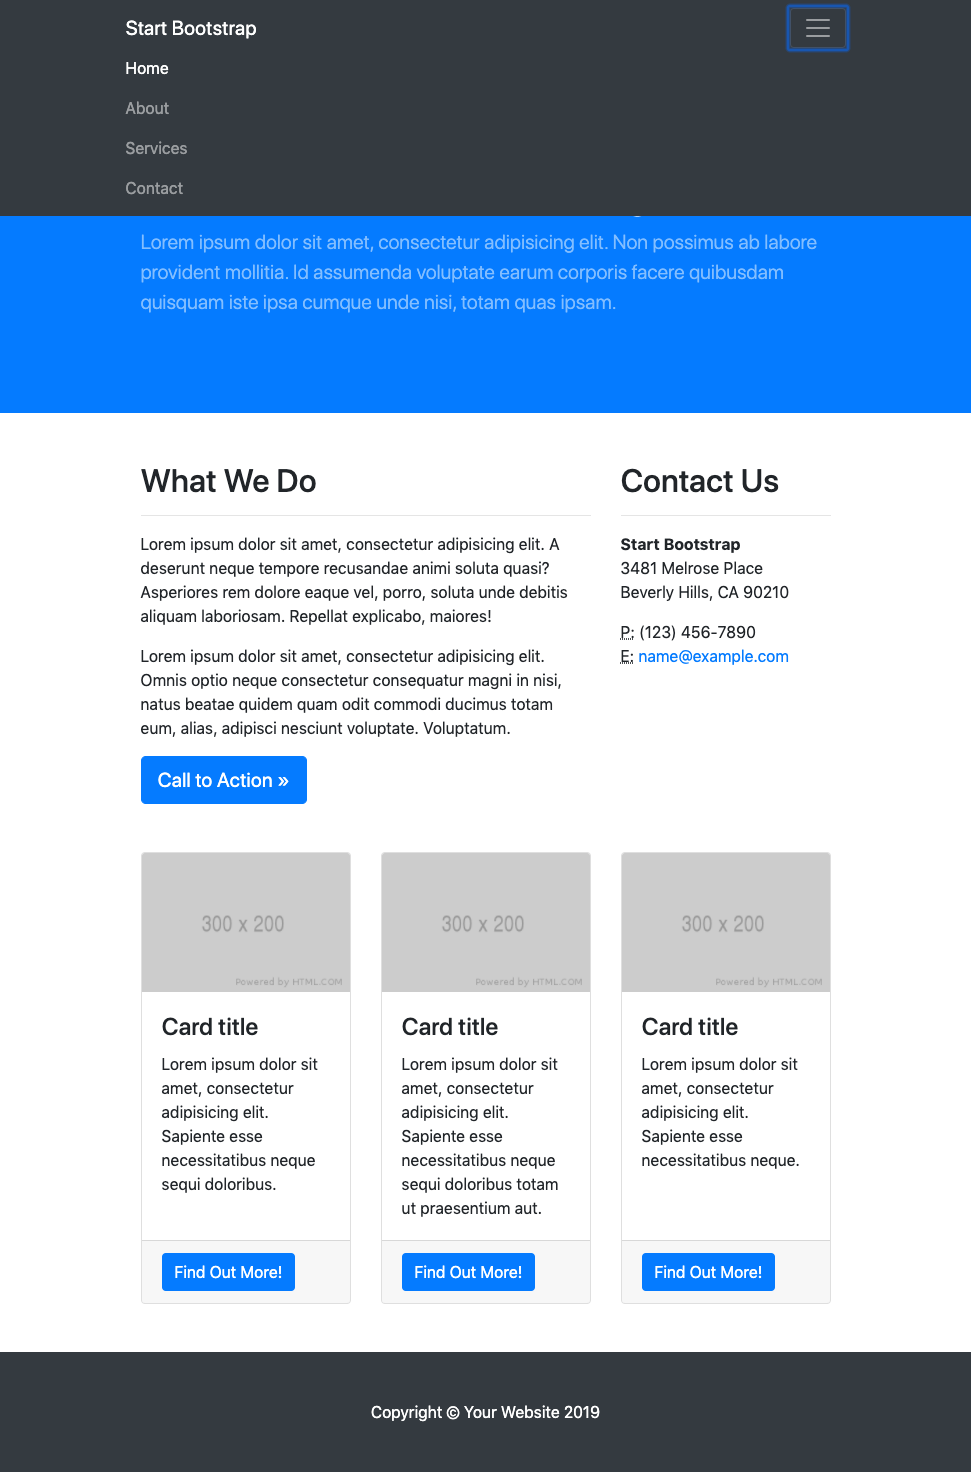 Start Bootstrap
Home
About
Services
Contact
Lorem ipsum dolor sit amet, consectetur adipisicing elit. Non possimus ab labore
provident mollitia. Id assumenda voluptate earum corporis facere quibusdam
quisquam iste ipsa cumque unde nisi, totam quas ipsam.
What We Do
Lorem ipsum dolor sit amet, consectetur adipisicing elit. A
deserunt neque tempore recusandae animi soluta quasi?
Asperiores rem dolore eaque vel, porro, soluta unde debitis
aliquam laboriosam. Repellat explicabo, maiores!
Lorem ipsum dolor sit amet, consectetur adipisicing elit.
Omnis optio neque consectetur consequatur magni in nisi,
natus beatae quidem quam odit commodi ducimus totam
eum, alias, adipisci nesciunt voluptate. Voluptatum.
Call to Action »
Contact Us
Start Bootstrap
3481 Melrose Place
Beverly Hills, CA 90210
P: (123) 456-7890
E: name@example.com
300 x 200
Powered by HTML.COM
Card title
Lorem ipsum dolor sit
amet, consectetur
adipisicing elit.
Sapiente esse
necessitatibus neque
sequi doloribus.
Find Out More!
300 x 200
Powered by HTML.COM
Card title
Lorem ipsum dolor sit
amet, consectetur
adipisicing elit.
Sapiente esse
necessitatibus neque
sequi doloribus totam
ut praesentium aut.
Find Out More!
300 x 200
Powered by HTML.COM
Card title
Lorem ipsum dolor sit
amet, consectetur
adipisicing elit.
Sapiente esse
necessitatibus neque.
Find Out More!
Copyright © Your Website 2019